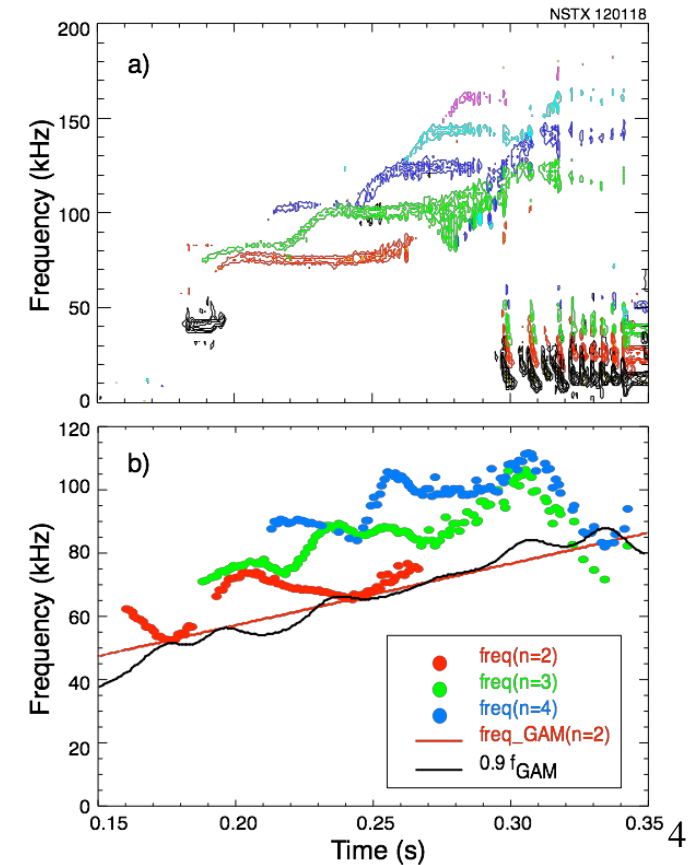 NSTX 120118
200
a)
150
100
50
0
Frequency (kHz)
120
b)
100
80
60
40
20
0
Frequency (kHz)
freq(n=2)
freq(n=3)
freq(n=4)
freq_GAM(n=2)
0.9 fGAM
0.15 0.20 0.25 0.30 0.35
Time (s)
4